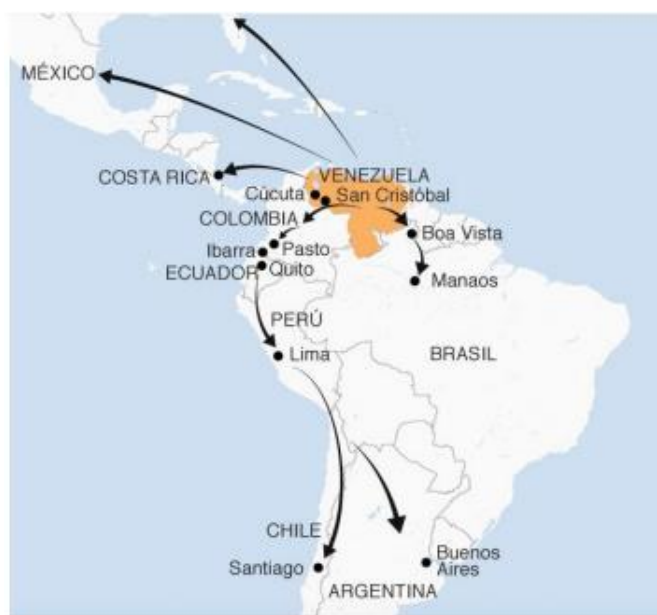 MÉXICO
COSTA RICA
VENEZUELA
Cúcuta
San Cristóbal
COLOMBIA
Boa Vista
Ibarra
Pasto
ECUADOR
Quito
Manaos
PERÚ
Lima
BRASIL
CHILE
Santiago
Buenos
Aires
ARGENTINA